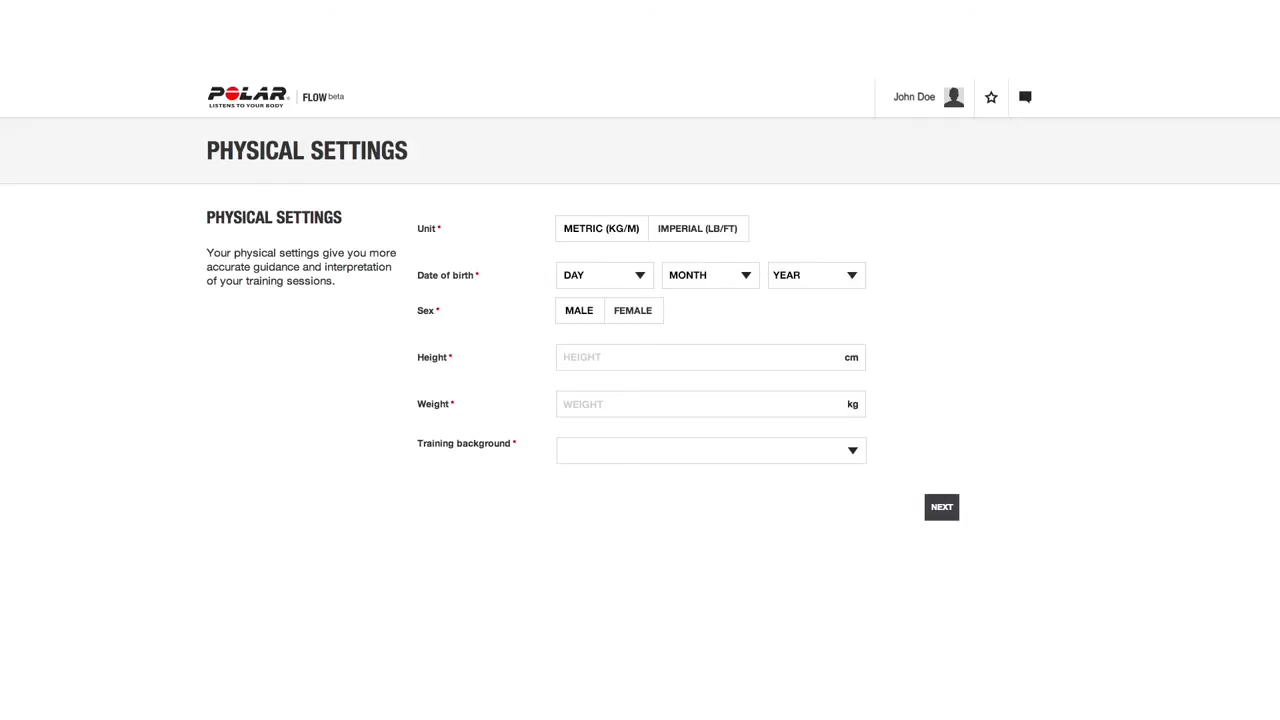 POLAR
LISTENS TO YOUR BODY
FLOW beta
John Doe
PHYSICAL SETTINGS
PHYSICAL SETTINGS
Your physical settings give you more
accurate guidance and interpretation
of your training sessions.
Unit *
METRIC (KG/M) IMPERIAL (LB/FT)
Date of birth *
DAY MONTH YEAR
Sex *
MALE FEMALE
Height *
HEIGHT cm
Weight *
WEIGHT kg
Training background *
NEXT